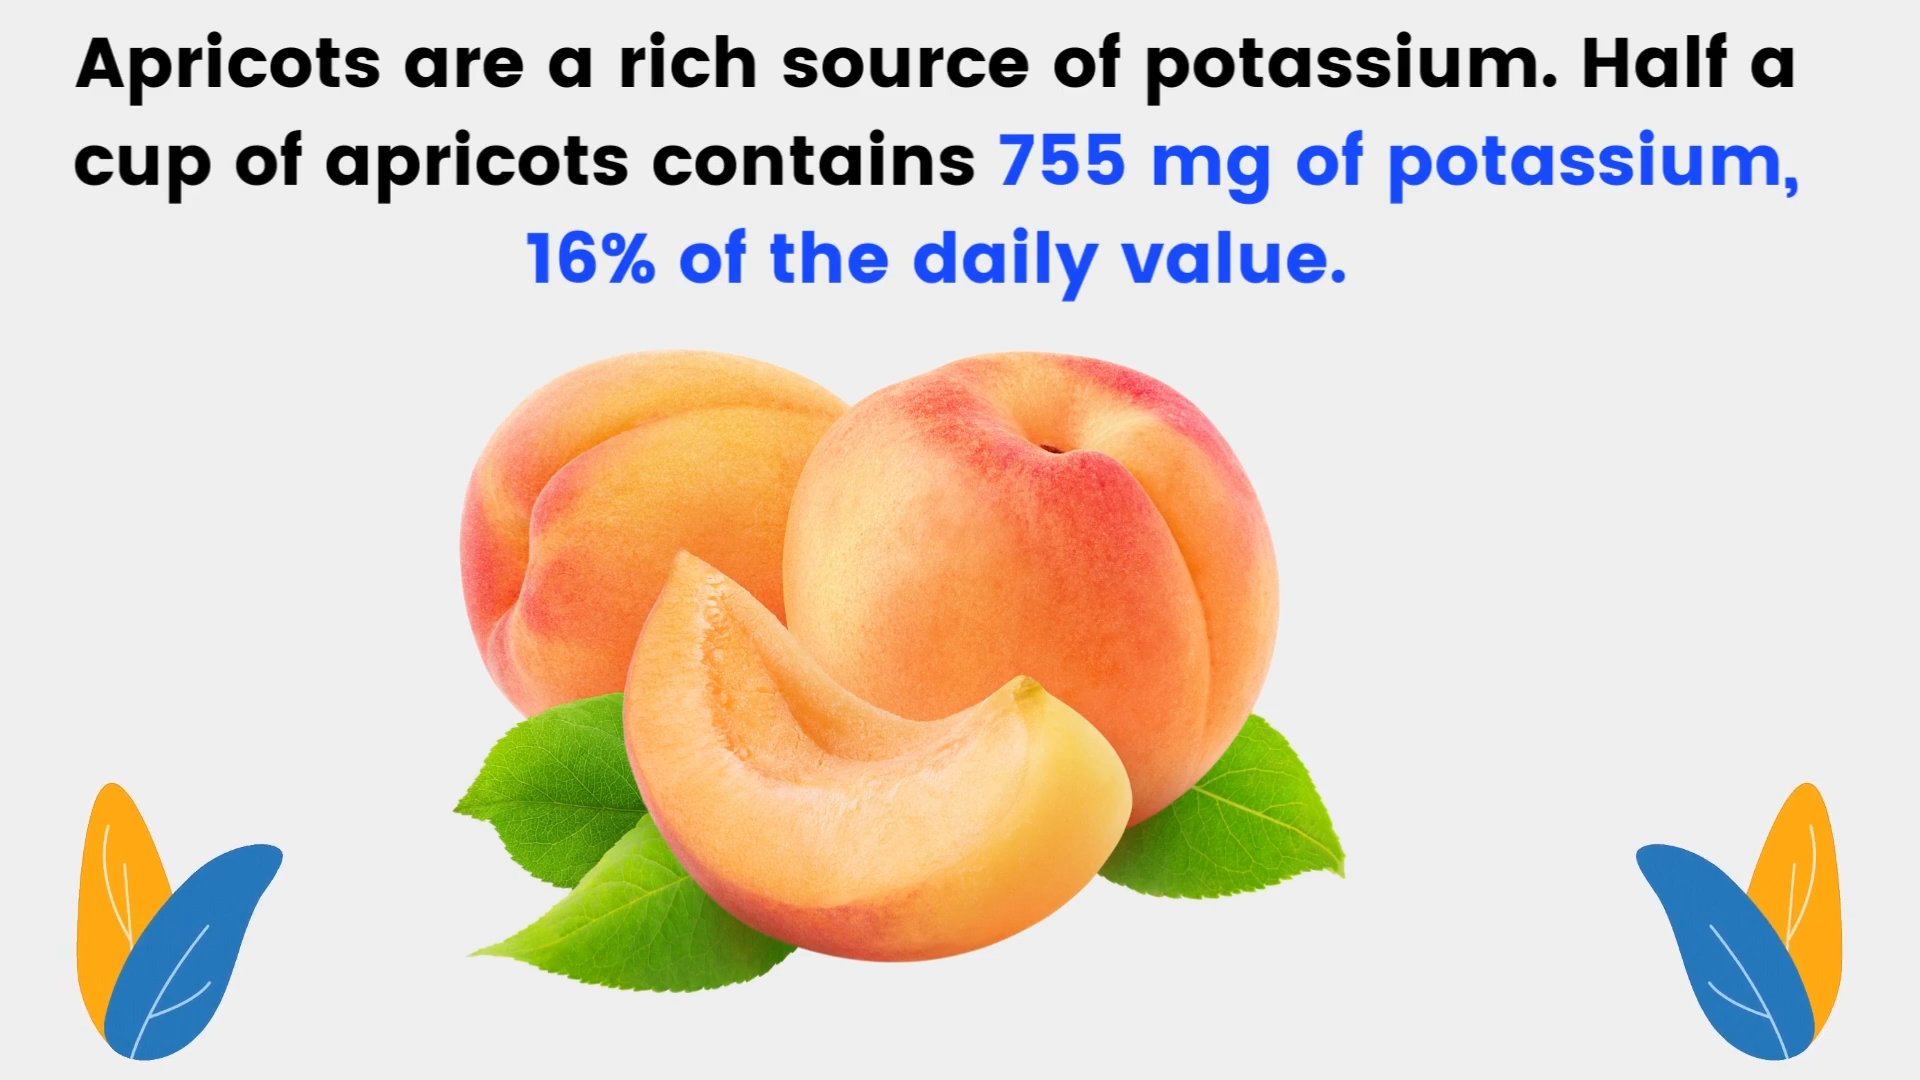 Apricots are a rich source of potassium. Half a
cup of apricots contains 755 mg of potassium,
16% of the daily value.